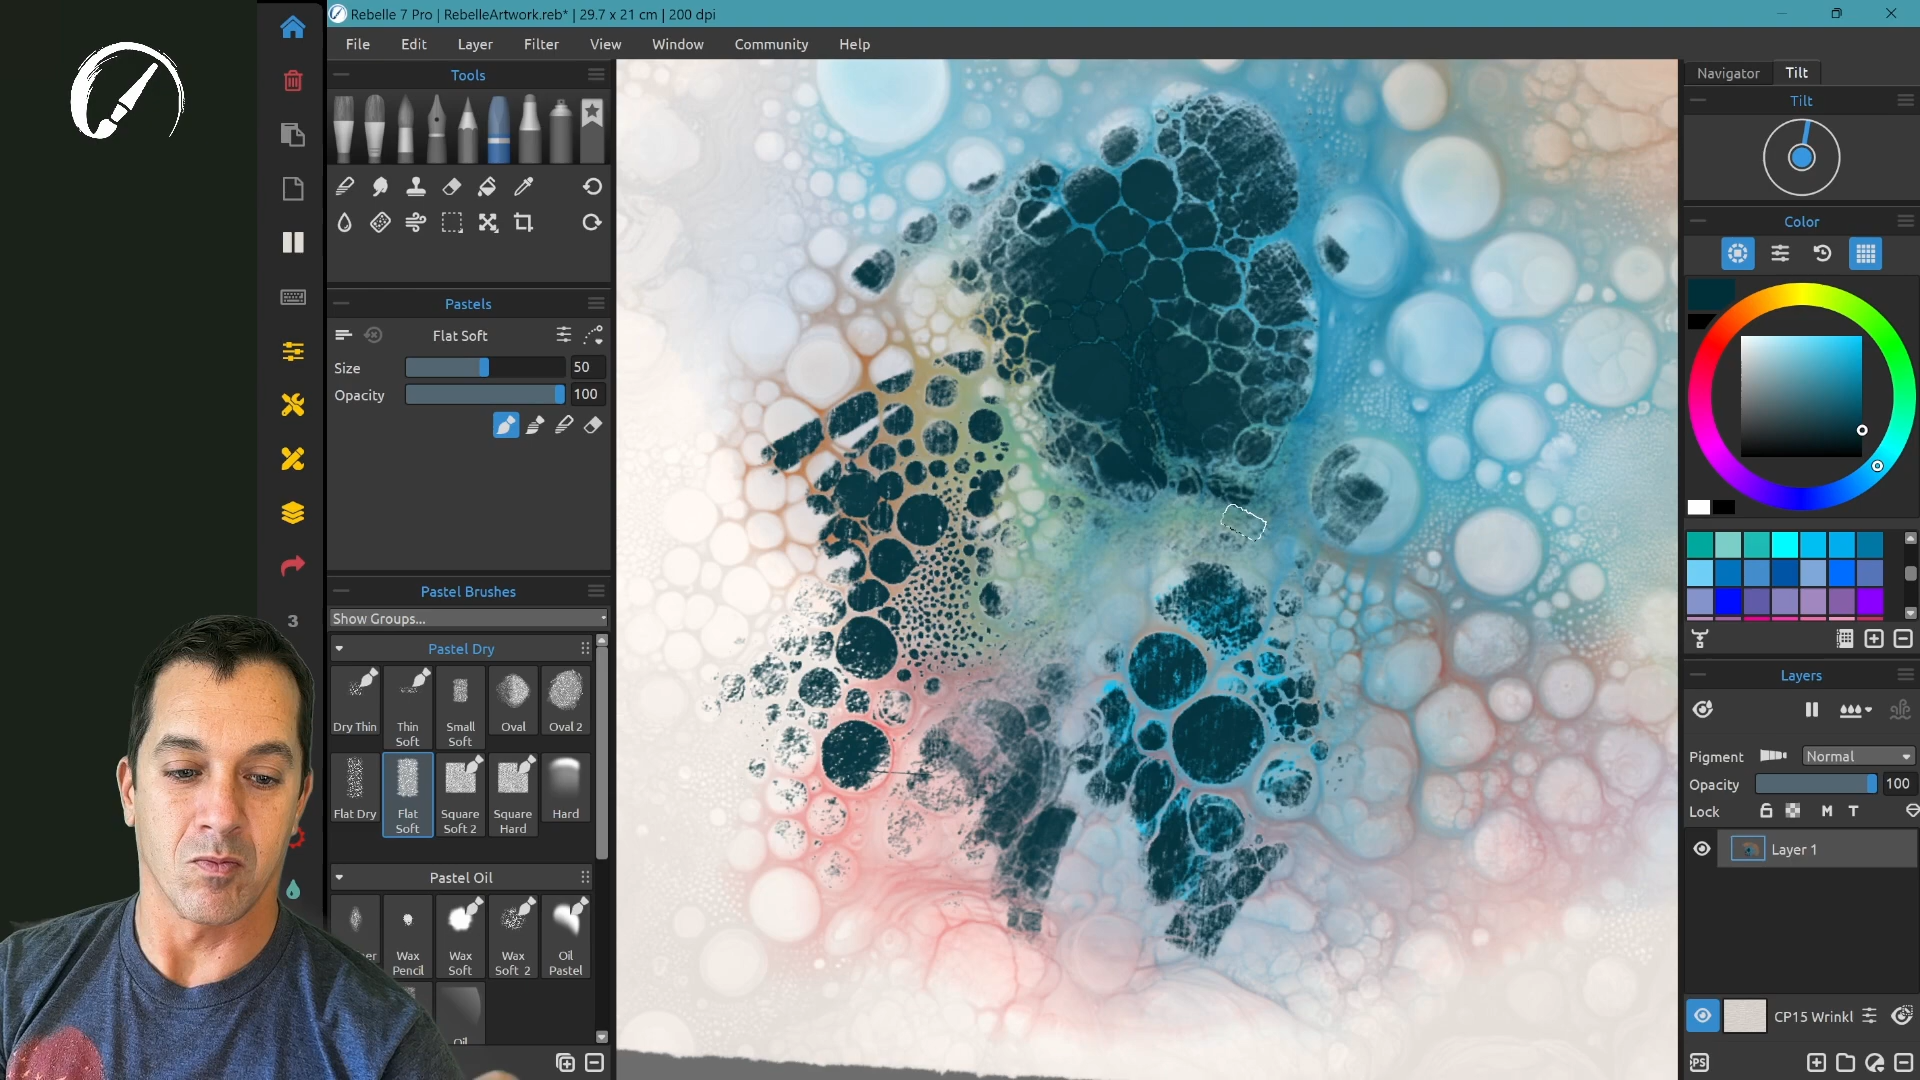 Rebelle 7 Pro | RebelleArtwork.reb* | 29.7 x 21 cm | 200 dpi
File Edit Layer Filter View Window Community Help
Tools
Pastels
Flat Soft
Size 50
Opacity 100
Pastel Brushes
Show Groups...
Pastel Dry
Dry Thin
Thin Soft
Small Soft
Oval
Oval 2
Flat Dry
Flat Soft
Square Soft 2
Square Hard
Hard
Pastel Oil
Wax Pencil
Wax Soft
Wax Soft 2
Oil Pastel
Oil
3
Navigator Tilt
Tilt
Color
Layers
Pigment Normal
Opacity 100
Lock M T
Layer 1
CP15 Wrinkl
PS